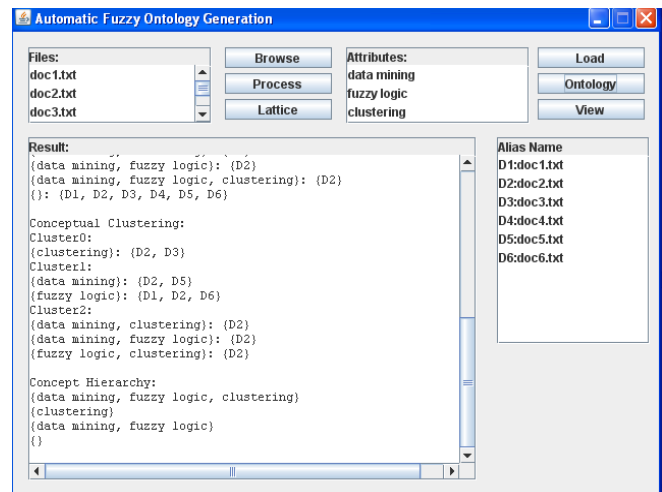 Automatic Fuzzy Ontology Generation
Files:
doc1.txt
doc2.txt
doc3.txt
Browse
Process
Lattice
Attributes:
data mining
fuzzy logic
clustering
Load
Ontology
View
Result:
{data mining, fuzzy logic}: {D2}
{data mining, fuzzy logic, clustering}: {D2}
{}: {D1, D2, D3, D4, D5, D6}
Conceptual Clustering:
Cluster0:
{clustering}: {D2, D3}
Cluster1:
{data mining}: {D2, D5}
{fuzzy logic}: {D1, D2, D6}
Cluster2:
{data mining, clustering}: {D2}
{data mining, fuzzy logic}: {D2}
{fuzzy logic, clustering}: {D2}
Concept Hierarchy:
{data mining, fuzzy logic, clustering}
{clustering}
{data mining, fuzzy logic}
{}
Alias Name
D1:doc1.txt
D2:doc2.txt
D3:doc3.txt
D4:doc4.txt
D5:doc5.txt
D6:doc6.txt